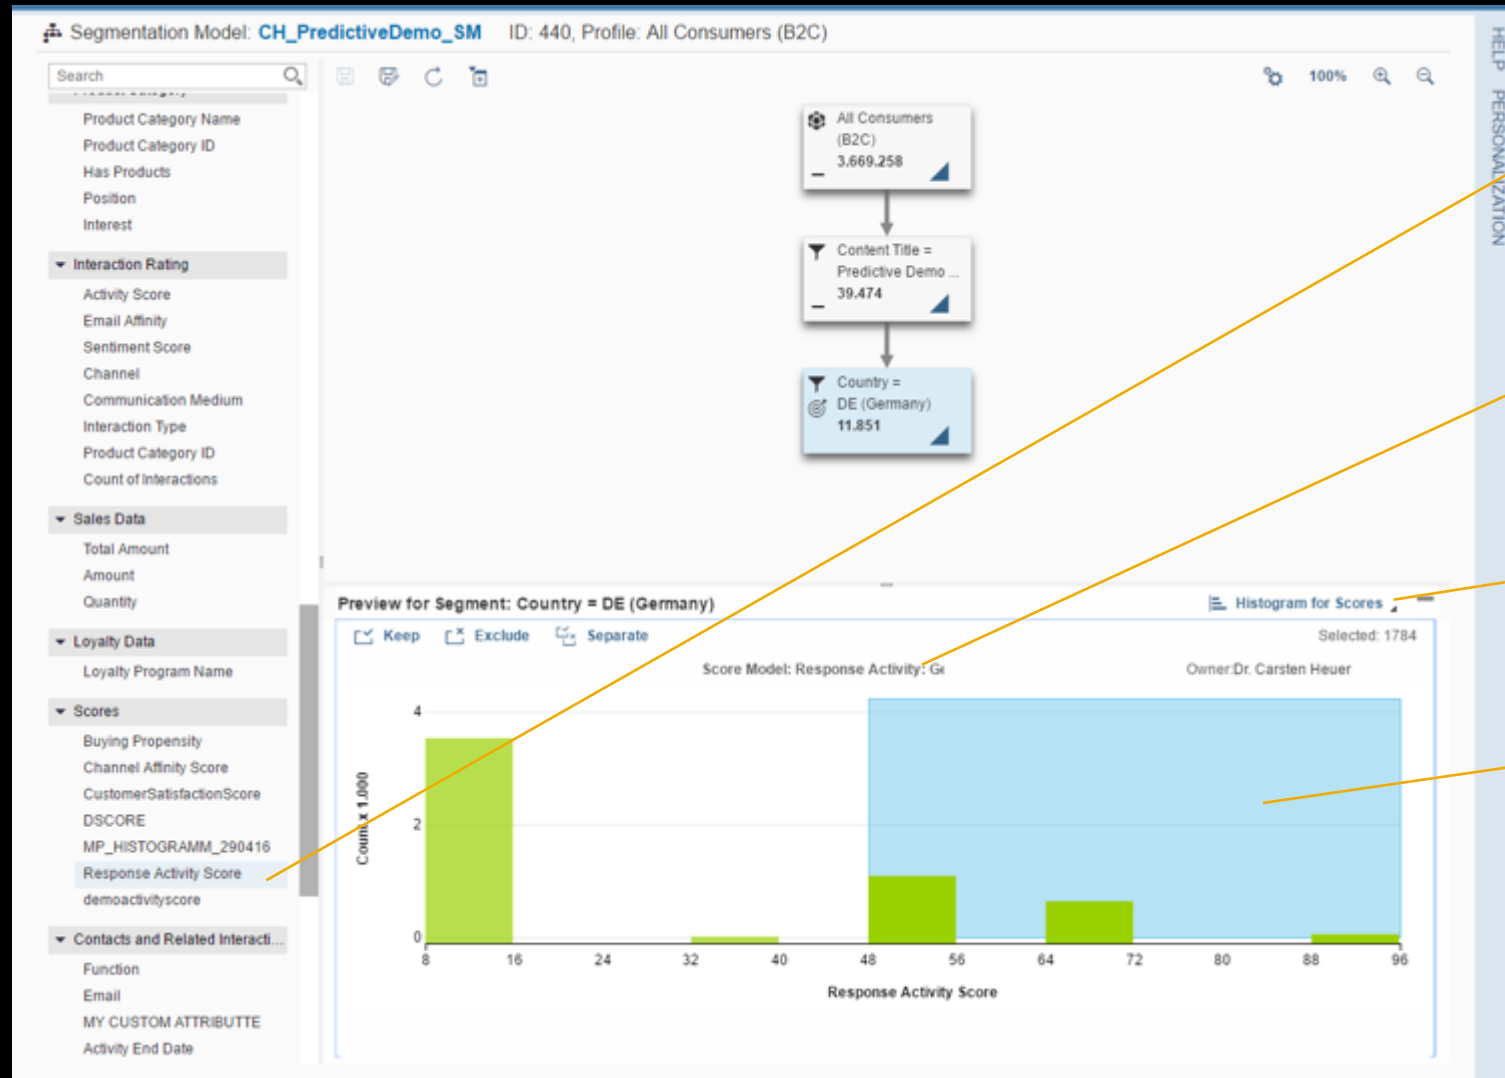 Segmentation Model: CH_PredictiveDemo_SM ID: 440, Profile: All Consumers (B2C)
HELP
PERSONALIZATION
Search
100%
Product Category
Product Category Name
Product Category ID
Has Products
Position
Interest
Interaction Rating
Activity Score
Email Affinity
Sentiment Score
Channel
Communication Medium
Interaction Type
Product Category ID
Count of Interactions
Sales Data
Total Amount
Amount
Quantity
Loyalty Data
Loyalty Program Name
Scores
Buying Propensity
Channel Affinity Score
CustomerSatisfactionScore
DSCORE
MP_HISTOGRAMM_290416
Response Activity Score
demoactivityscore
Contacts and Related Interacti...
Function
Email
MY CUSTOM ATTRIBUTTE
Activity End Date
All Consumers
(B2C)
3.669.258
Content Title =
Predictive Demo ...
39.474
Country =
DE (Germany)
11.851
Preview for Segment: Country = DE (Germany)
Histogram for Scores
Keep Exclude Separate
Selected: 1784
Score Model: Response Activity: Ge
Owner:Dr. Carsten Heuer
Count x 1.000
4
2
0
8 16 24 32 40 48 56 64 72 80 88 96
Response Activity Score